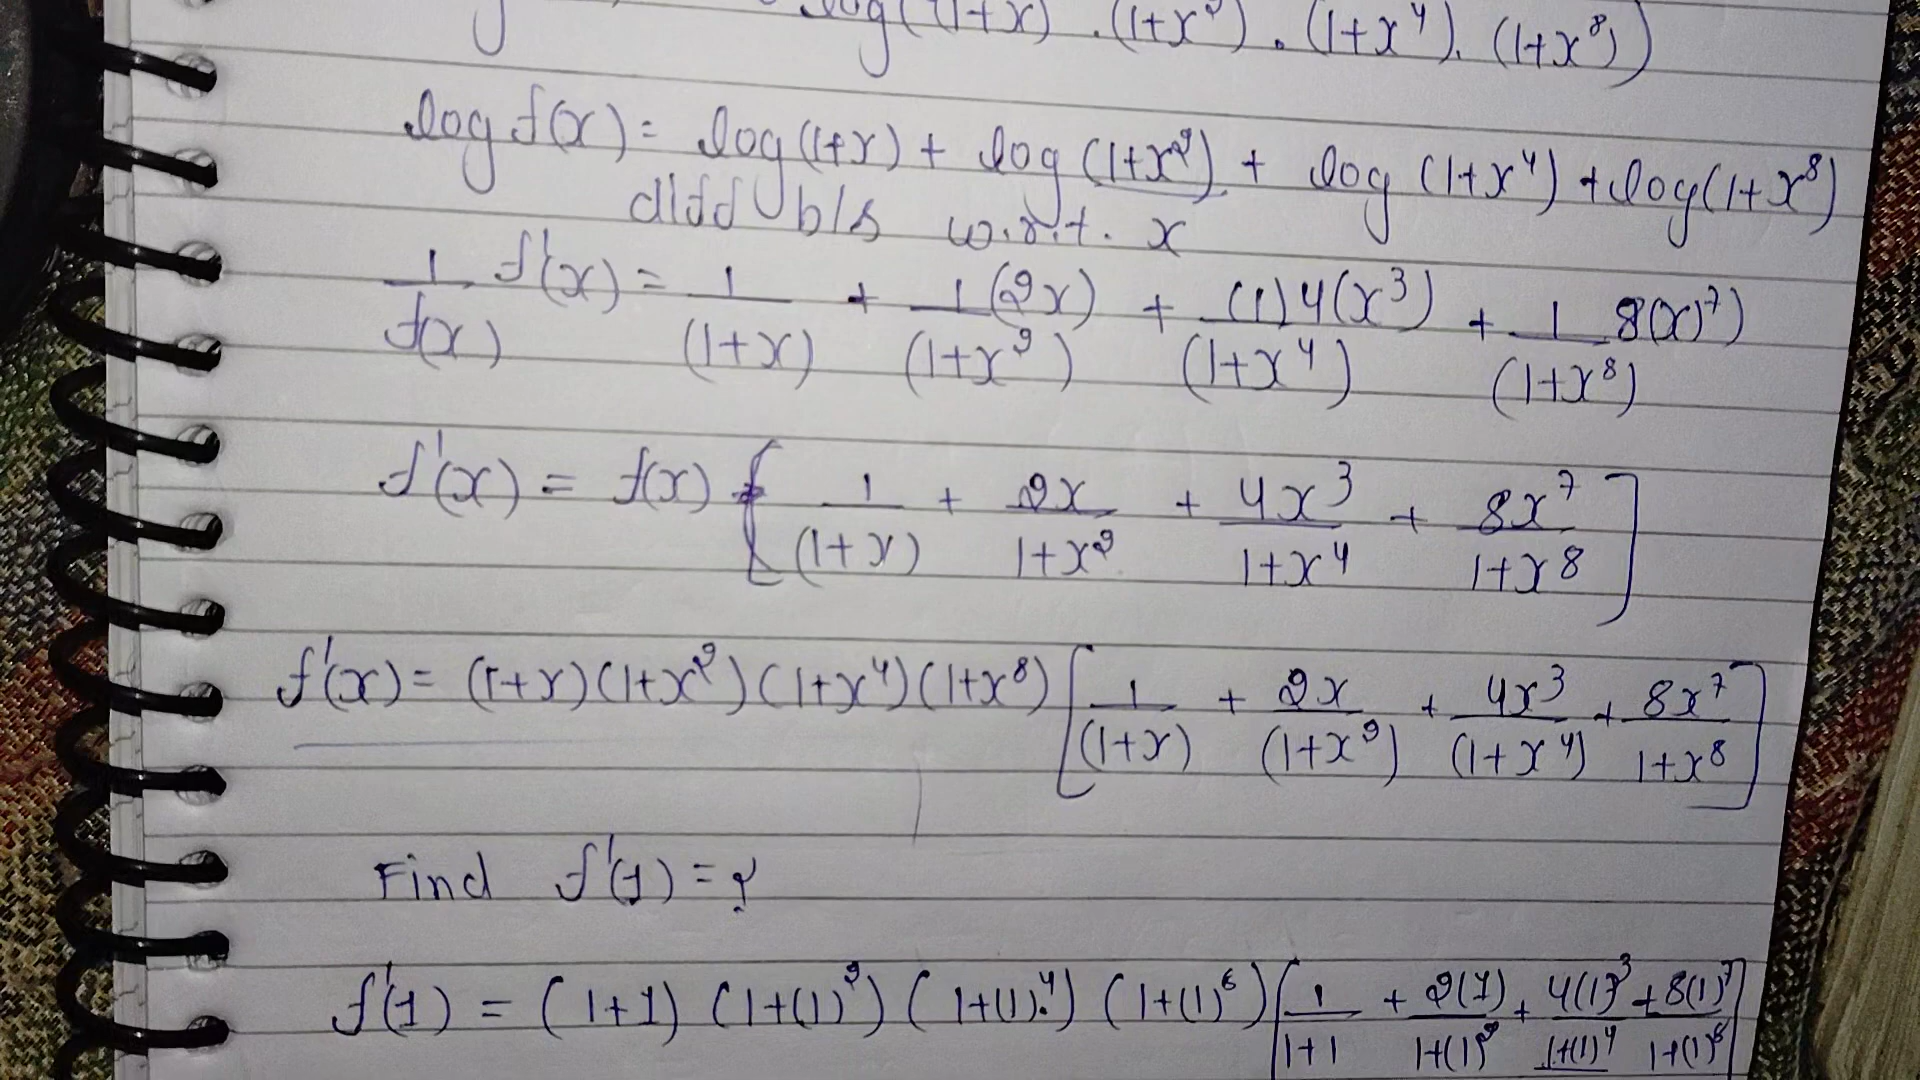 log((1+x).(1+x²).(1+x⁴).(1+x⁸))
log f(x) = log(1+x) + log(1+x²) + log(1+x⁴) + log(1+x⁸)
diff b/s w.r.t. x
1/f(x) f'(x) = 1/(1+x) + 1(2x)/(1+x²) + (1)4(x³)/(1+x⁴) + 1/(1+x⁸) 8(x)⁷)
f'(x) = f(x) [1/(1+x) + 2x/1+x² + 4x³/1+x⁴ + 8x⁷/1+x8]
f'(x) = (1+x)(1+x²)(1+x⁴)(1+x⁸) [1/(1+x) + 2x/(1+x²) + 4x³/(1+x⁴) + 8x⁷/1+x⁸]
Find f'(1) = ?
f'(1) = (1+1) (1+(1)²) (1+(1)⁴) (1+(1)⁸) [1/1+1 + 2(1)/1+(1)² + 4(1)³/1+(1)⁴ + 8(1)⁷/1+(1)⁸]